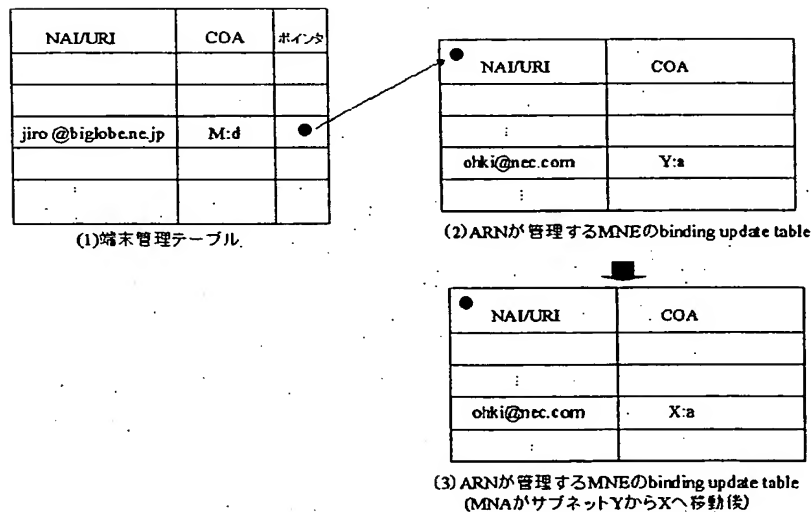 NAI/URI COA ポインタ
jiro @biglobe.ne.jp M:d
(1)端末管理テーブル
NAI/URI COA
ohki@nec.com Y:a
(2)ARNが管理するMNEのbinding update table
NAI/URI COA
ohki@nec.com X:a
(3)ARNが管理するMNEのbinding update table
(MNAがサブネットYからXへ移動後)